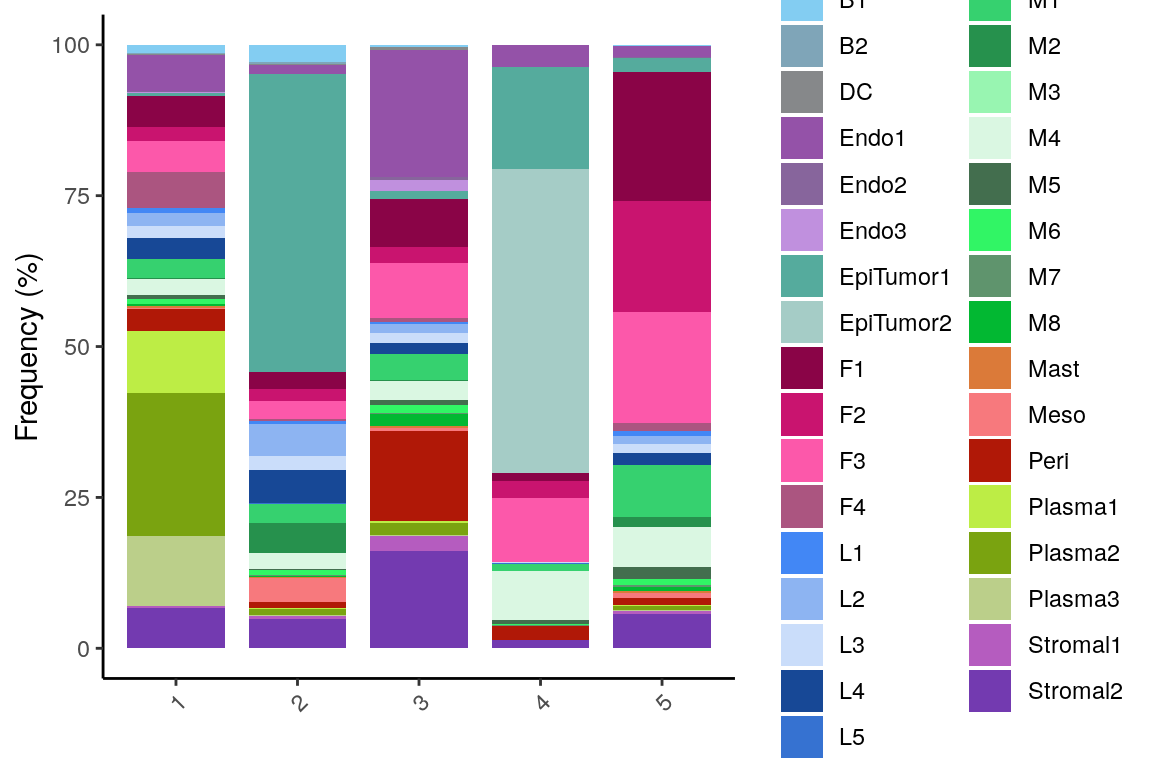 100
75
50
25
0
Frequency (%)
1
2
3
4
5
B1
B2
DC
Endo1
Endo2
Endo3
EpiTumor1
EpiTumor2
F1
F2
F3
F4
L1
L2
L3
L4
L5
M1
M2
M3
M4
M5
M6
M7
M8
Mast
Meso
Peri
Plasma1
Plasma2
Plasma3
Stromal1
Stromal2